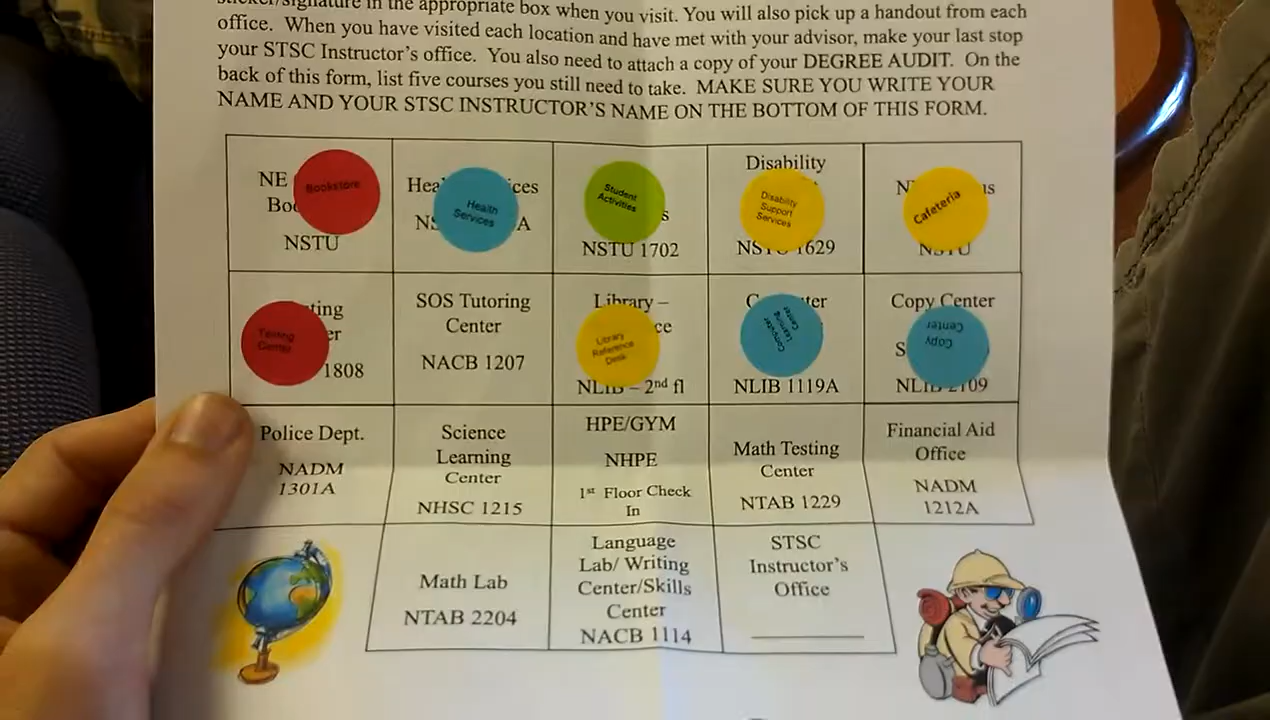 sticker/signature in the appropriate box when you visit. You will also pick up a handout from each
office. When you have visited each location and have met with your advisor, make your last stop
your STSC Instructor's office. You also need to attach a copy of your DEGREE AUDIT. On the
back of this form, list five courses you still need to take. MAKE SURE YOU WRITE YOUR
NAME AND YOUR STSC INSTRUCTOR'S NAME ON THE BOTTOM OF THIS FORM.
NE
Bookstore
NSTU
Health
Services
Student
Activities
NSTU 1702
Disability
Disability
Support
Services
1629
Cafeteria
NSTU
Testing
Center
1808
SOS Tutoring
Center
NACB 1207
Library –
Library
Reference
Desk
NLIB – 2nd fl
Computer
Learning
Center
NLIB 1119A
Copy Center
Copy
Center
NLIB 2109
Police Dept.
NADM
1301A
Science
Learning
Center
NHSC 1215
HPE/GYM
NHPE
1st Floor Check
In
Math Testing
Center
NTAB 1229
Financial Aid
Office
NADM
1212A
Math Lab
NTAB 2204
Language
Lab/ Writing
Center/Skills
Center
NACB 1114
STSC
Instructor's
Office